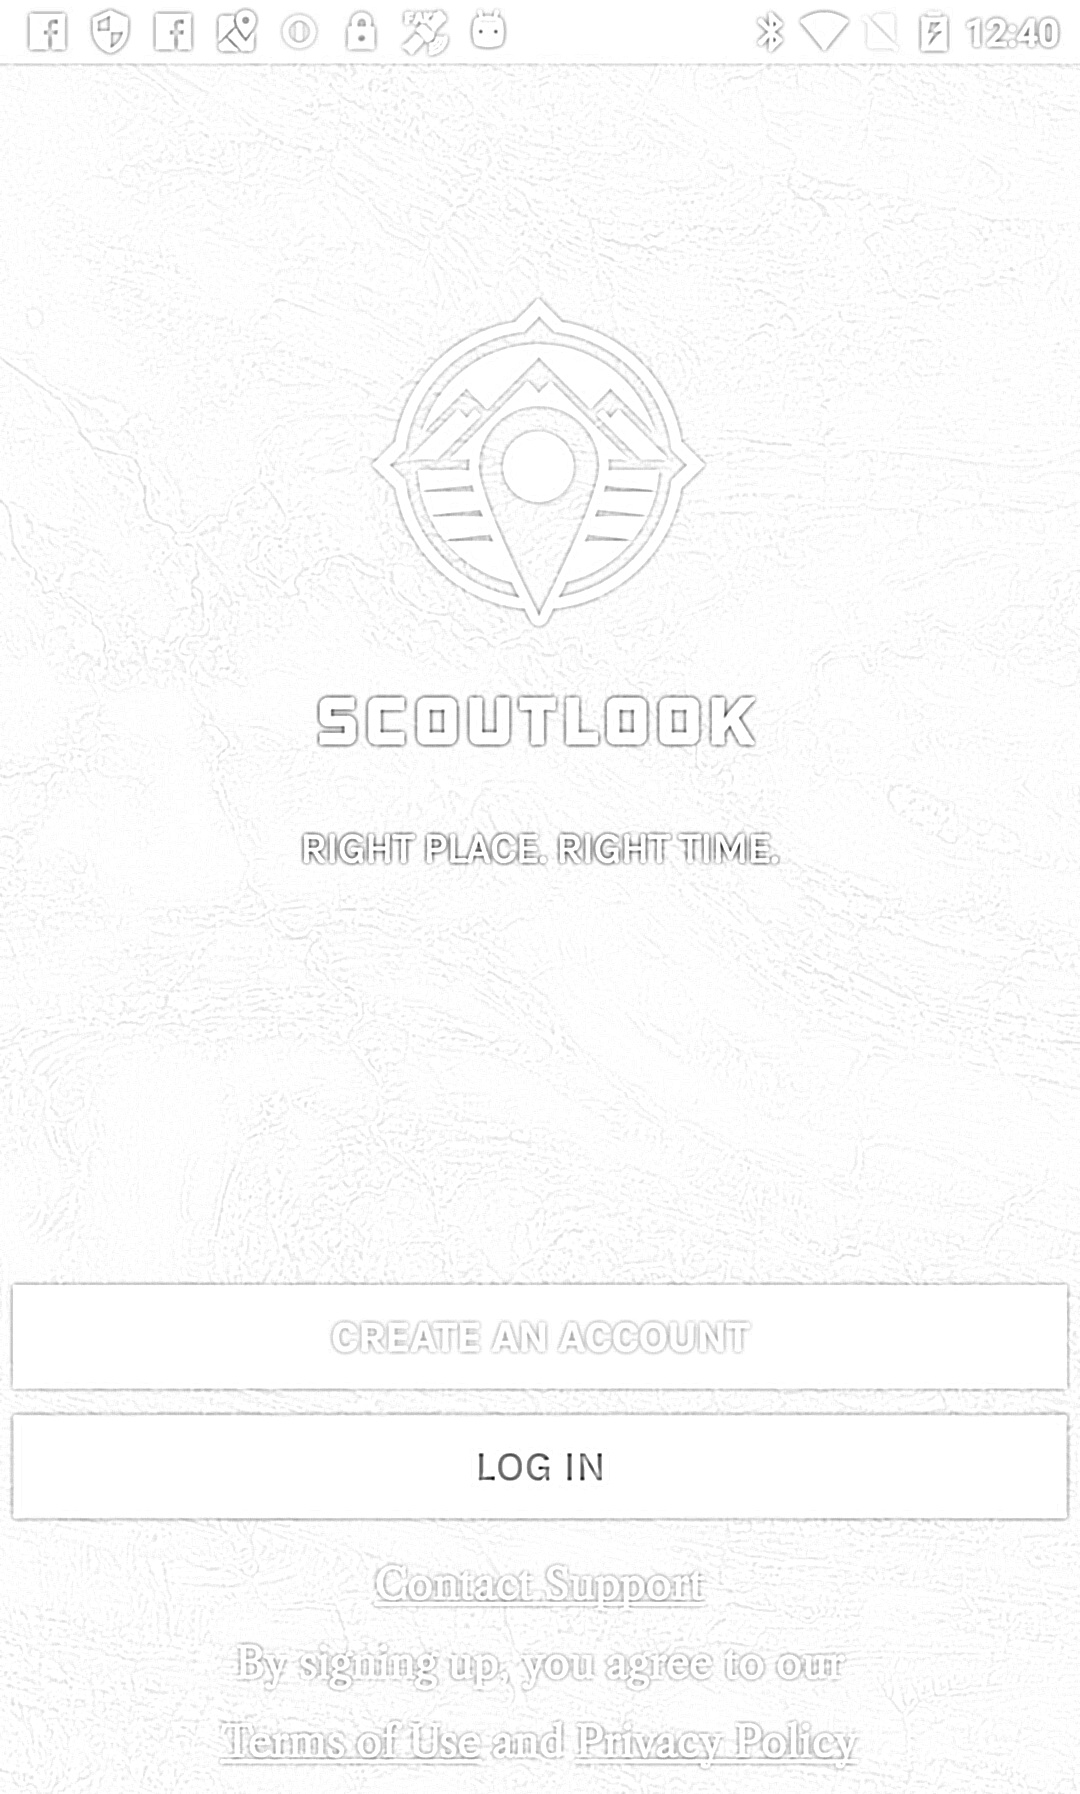 12:40
SCOUTLOOK
RIGHT PLACE. RIGHT TIME.
CREATE AN ACCOUNT
LOG IN
Contact Support
By signing up, you agree to our
Terms of Use and Privacy Policy